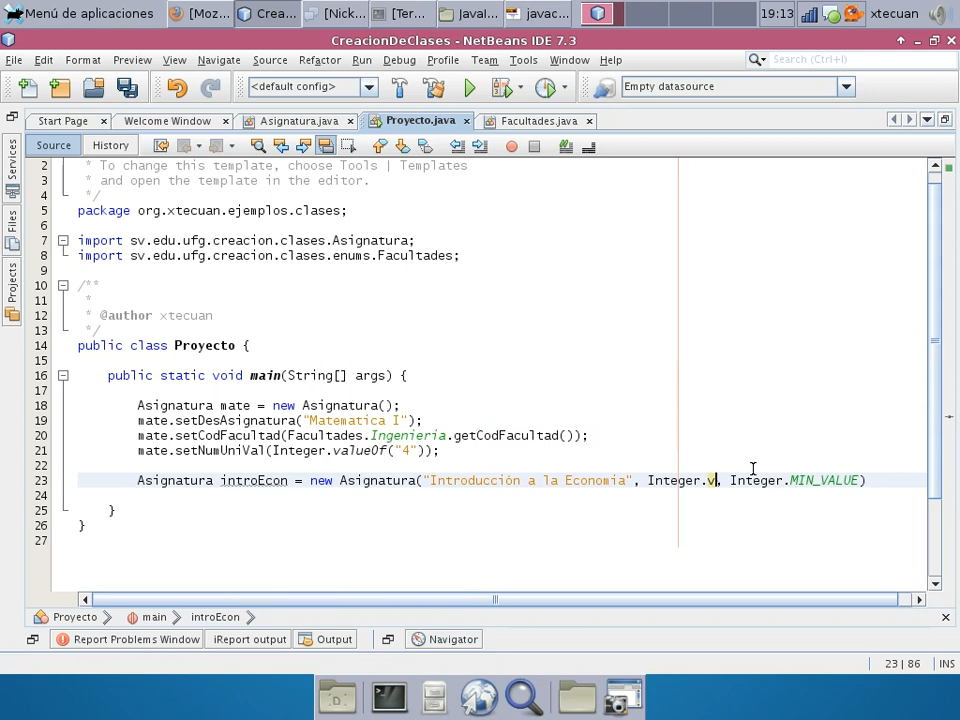 Menú de aplicaciones
[Moz...
Crea...
[Nick...
[Ter...
Javal...
javac...
19:13
xtecuan
CreacionDeClases - NetBeans IDE 7.3
File Edit Format Preview View Navigate Source Refactor Run Debug Profile Team Tools Window Help
Search (Ctrl+I)
<default config>
Empty datasource
Start Page
Welcome Window
Asignatura.java
Proyecto.java
Facultades.java
Source
History
Services
Files
Projects
2 * To change this template, choose Tools | Templates
3 * and open the template in the editor.
4 */
5 package org.xtecuan.ejemplos.clases;
6
7 import sv.edu.ufg.creacion.clases.Asignatura;
8 import sv.edu.ufg.creacion.clases.enums.Facultades;
9
10 /**
11 *
12 * @author xtecuan
13 */
14 public class Proyecto {
15
16 public static void main(String[] args) {
17
18 Asignatura mate = new Asignatura();
19 mate.setDesAsignatura("Matematica I");
20 mate.setCodFacultad(Facultades.Ingenieria.getCodFacultad());
21 mate.setNumUniVal(Integer.valueOf("4"));
22
23 Asignatura introEcon = new Asignatura("Introducción a la Economia", Integer.v, Integer.MIN_VALUE)
25 }
26 }
27
Proyecto
main
introEcon
Report Problems Window
iReport output
Output
Navigator
23 | 86
INS